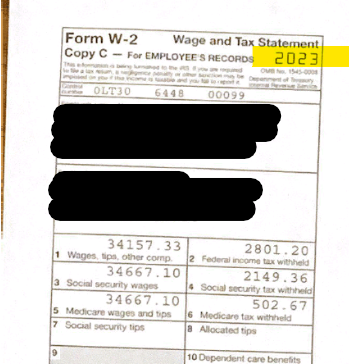 Form W-2 Wage and Tax Statement
Copy C — For EMPLOYEE'S RECORDS 2023
This information is being furnished to the IRS. If you are required
to file a tax return, a negligence penalty or other sanction may be
imposed on you if this income is taxable and you fail to report it.
OMB No. 1545-0008
Department of Treasury
Internal Revenue Service
Control
number 0LT30 6448 00099
34157.33
1 Wages, tips, other comp.
2801.20
2 Federal income tax withheld
34667.10
3 Social security wages
2149.36
4 Social security tax withheld
34667.10
5 Medicare wages and tips
502.67
6 Medicare tax withheld
7 Social security tips
8 Allocated tips
9
10 Dependent care benefits